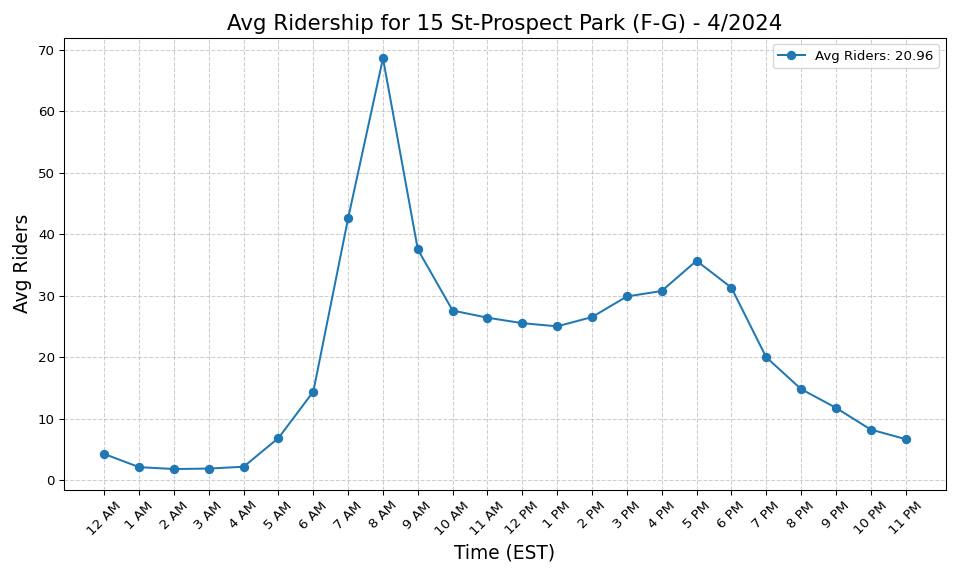 Avg Ridership for 15 St-Prospect Park (F-G) - 4/2024
Avg Riders: 20.96
Avg Riders
70
60
50
40
30
20
10
0
12 AM
1 AM
2 AM
3 AM
4 AM
5 AM
6 AM
7 AM
8 AM
9 AM
10 AM
11 AM
12 PM
1 PM
2 PM
3 PM
4 PM
5 PM
6 PM
7 PM
8 PM
9 PM
10 PM
11 PM
Time (EST)